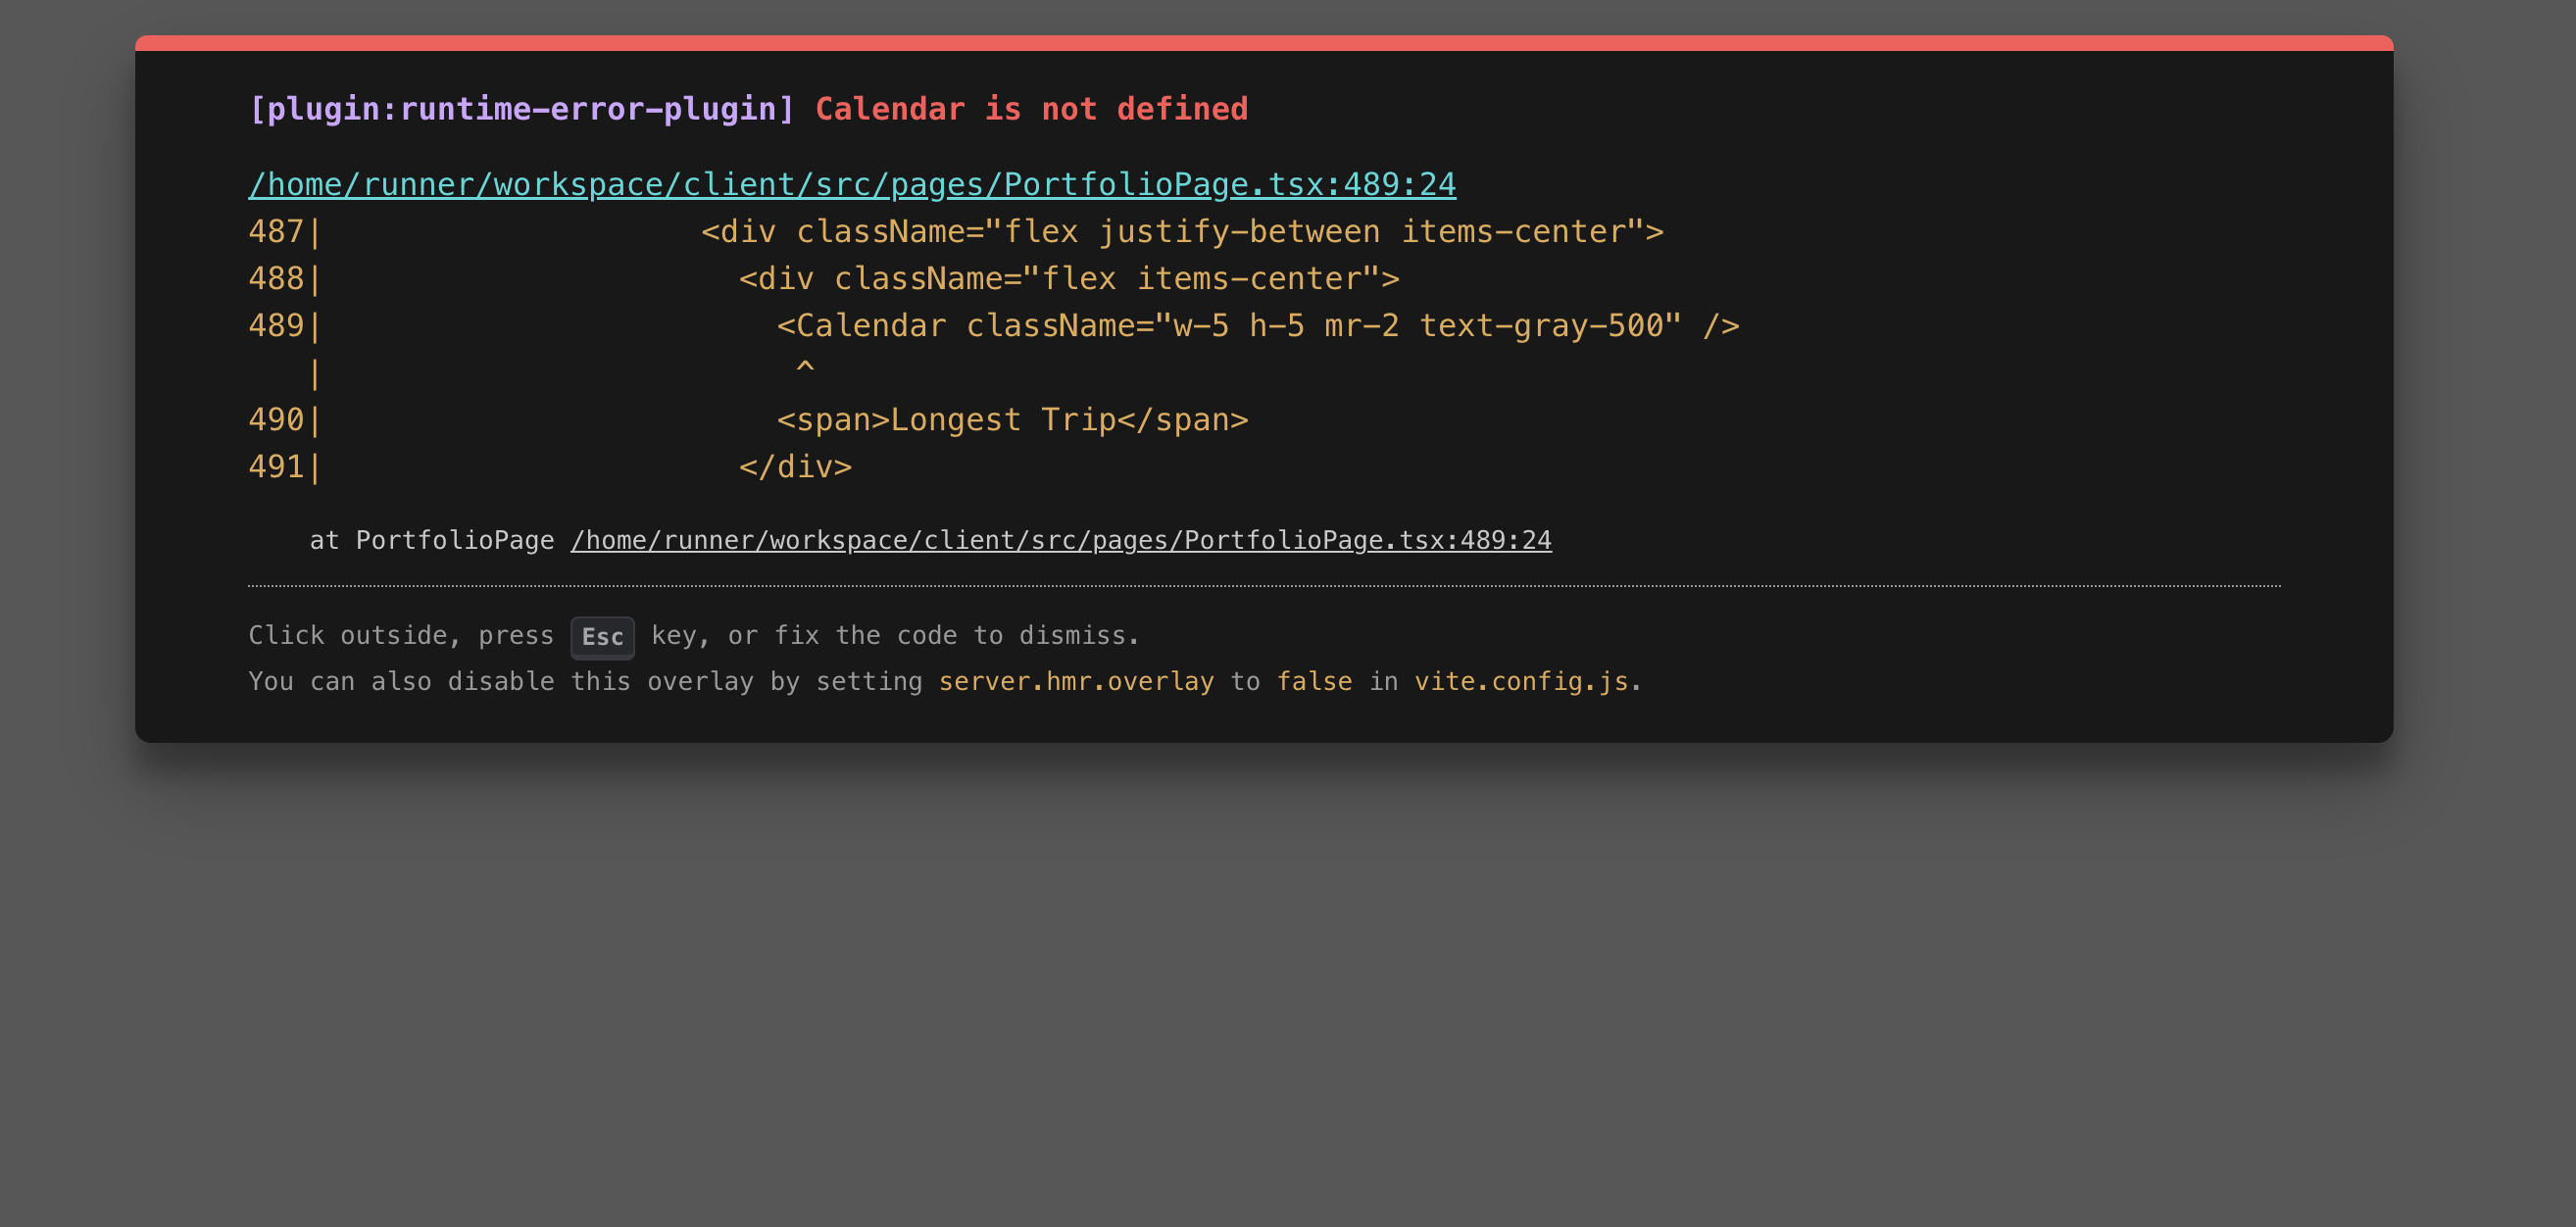 [plugin:runtime-error-plugin] Calendar is not defined
/home/runner/workspace/client/src/pages/PortfolioPage.tsx:489:24
487|                    <div className="flex justify-between items-center">
488|                      <div className="flex items-center">
489|                        <Calendar className="w-5 h-5 mr-2 text-gray-500" />
   |                         ^
490|                        <span>Longest Trip</span>
491|                      </div>
    at PortfolioPage /home/runner/workspace/client/src/pages/PortfolioPage.tsx:489:24
Click outside, press Esc key, or fix the code to dismiss.
You can also disable this overlay by setting server.hmr.overlay to false in vite.config.js.